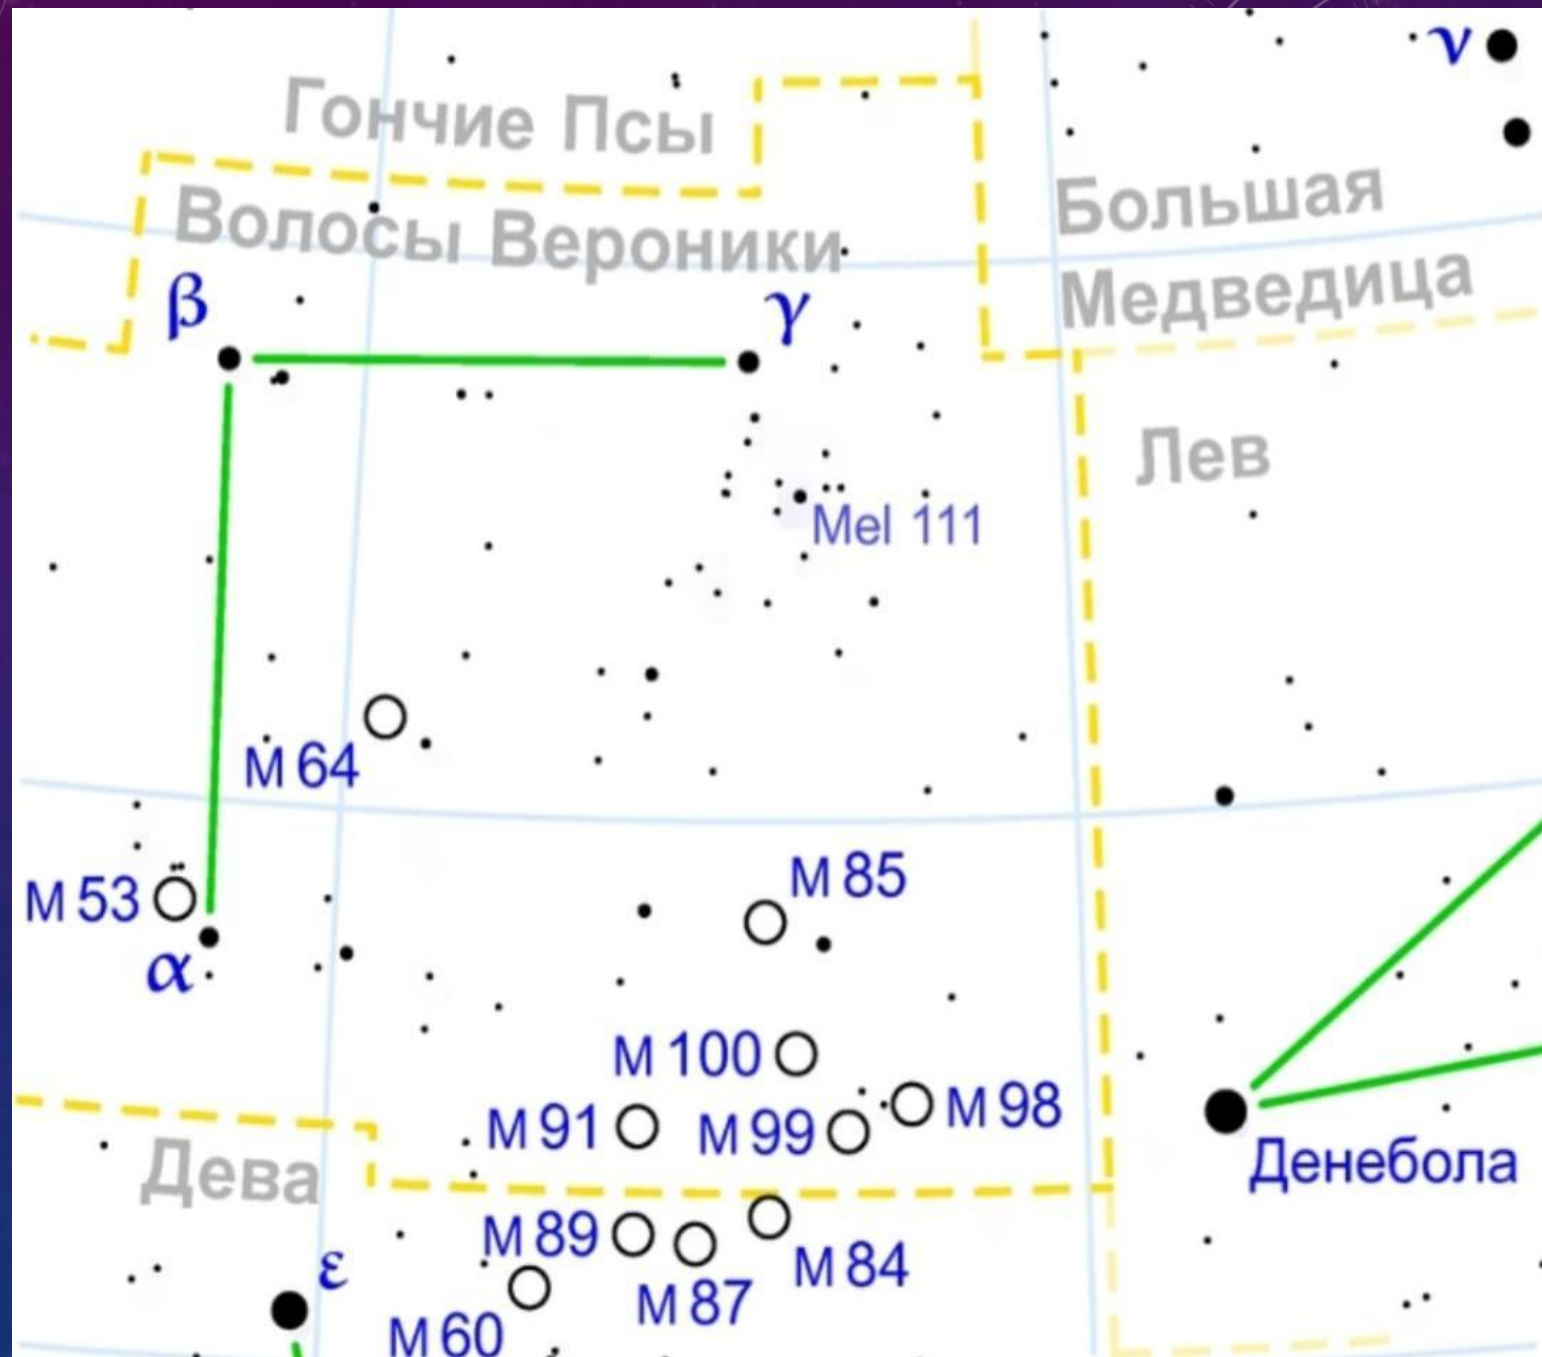 ν
Гончие Псы
Большая
Медведица
Волосы Вероники
β
γ
Лев
Mel 111
M 64
M 85
M 53
α
M 100
M 98
M 91
M 99
Денебола
Дева
M 89
M 84
ε
M 87
M 60